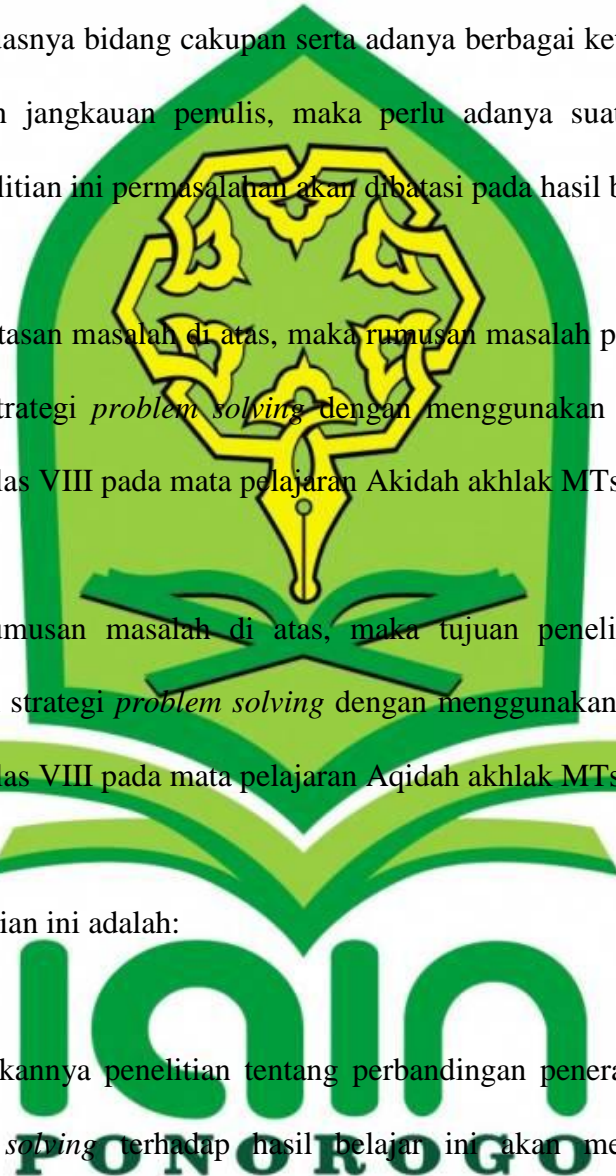 asnya bidang cakupan serta adanya berbagai ke
jangkauan penulis, maka perlu adanya
litian ini permasalahan akan dibatasi pada hasil
tasan masalah di atas, maka rumusan masalah p
trategi problem solving dengan menggunakan
las VIII pada mata pelajaran Akidah akhlak MTs
umusan masalah di atas, maka tujuan peneli
strategi problem solving dengan menggunakan
las VIII pada mata pelajaran Aqidah akhlak MTs
ian ini adalah:
iain
kannya penelitian tentang perbandingan penera
solving terhadap hasil belajar ini akan me
PONOROGO